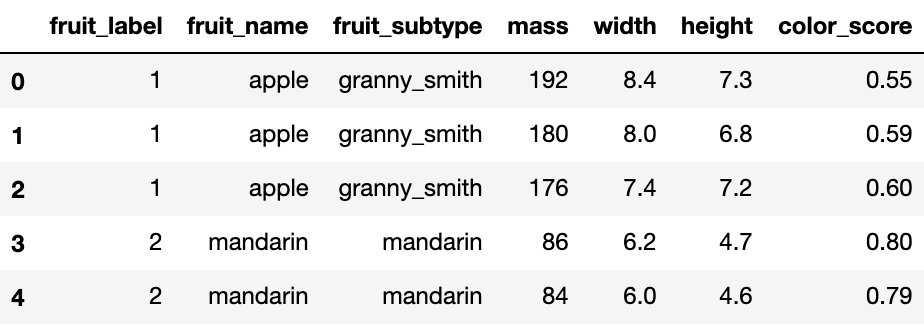 fruit_label fruit_name fruit_subtype mass width height color_score
0 1 apple granny_smith 192 8.4 7.3 0.55
1 1 apple granny_smith 180 8.0 6.8 0.59
2 1 apple granny_smith 176 7.4 7.2 0.60
3 2 mandarin mandarin 86 6.2 4.7 0.80
4 2 mandarin mandarin 84 6.0 4.6 0.79